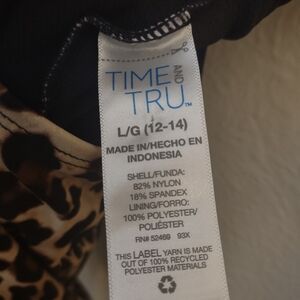 TIME AND
TRU™
L/G (12-14)
MADE IN/HECHO EN
INDONESIA
SHELL/FUNDA:
82% NYLON
18% SPANDEX
LINING/FORRO:
100% POLYESTER/
POLIÉSTER
RN# 52469 93X
THIS LABEL YARN IS MADE
OUT OF 100% RECYCLED
POLYESTER MATERIALS